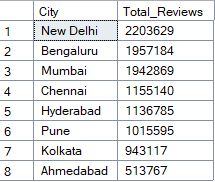 City Total_Reviews
1 New Delhi 2203629
2 Bengaluru 1957184
3 Mumbai 1942869
4 Chennai 1155140
5 Hyderabad 1136785
6 Pune 1015595
7 Kolkata 943117
8 Ahmedabad 513767